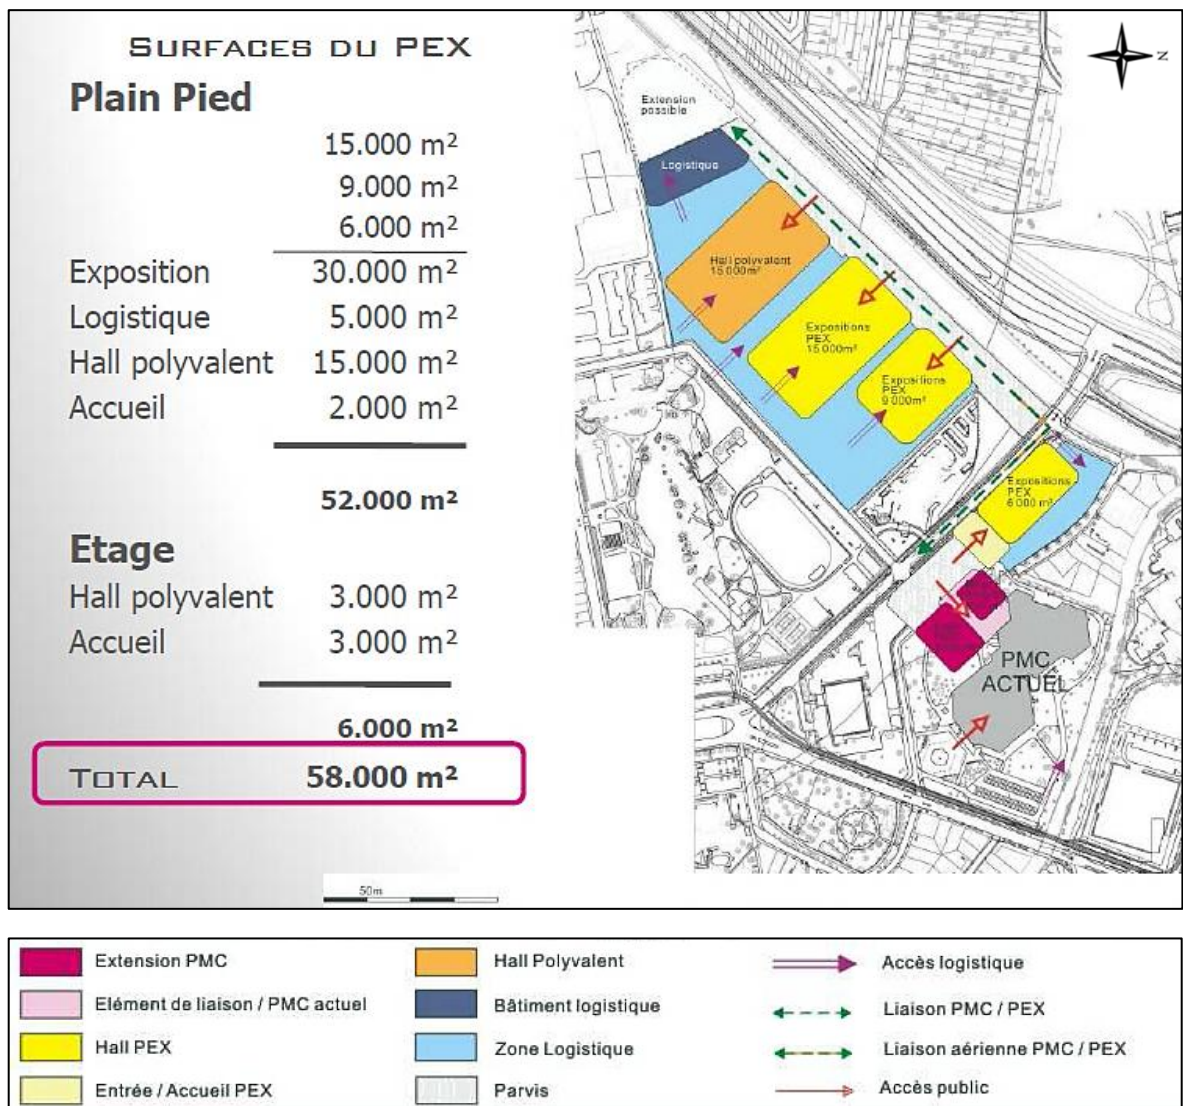 SURFACES DU PEX
Plain Pied
15.000 m²
9.000 m²
6.000 m²
Exposition 30.000 m²
Logistique 5.000 m²
Hall polyvalent 15.000 m²
Accueil 2.000 m²
52.000 m²
Etage
Hall polyvalent 3.000 m²
Accueil 3.000 m²
6.000 m²
TOTAL 58.000 m²
50m
N
Extension
possible
Logistique
Hall polyvalent
15 000m²
Expositions
PEX
15 000m²
Expositions
PEX
9 000m²
Expositions
PEX
6 000 m²
PMC
ACTUEL
Extension PMC
Elément de liaison / PMC actuel
Hall PEX
Entrée / Accueil PEX
Hall Polyvalent
Bâtiment logistique
Zone Logistique
Parvis
Accès logistique
Liaison PMC / PEX
Liaison aérienne PMC / PEX
Accès public